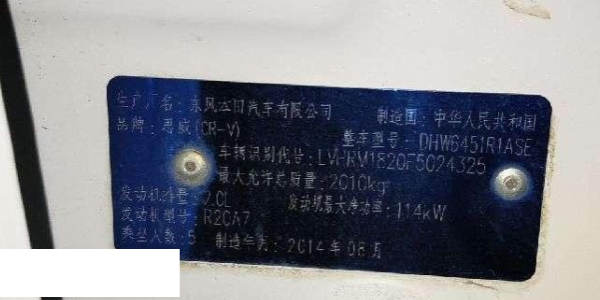 生产厂名：东风本田汽车有限公司 制造国：中华人民共和国
品牌：思威(CR-V) 整车型号：DHW6451R1ASE
车辆识别代号：LVHRM1820F5024325
最大允许总质量：2010kg
发动机排量：2.0L 发动机最大净功率：114kW
发动机型号：R20A7
乘坐人数：5 制造年月：2014年08月